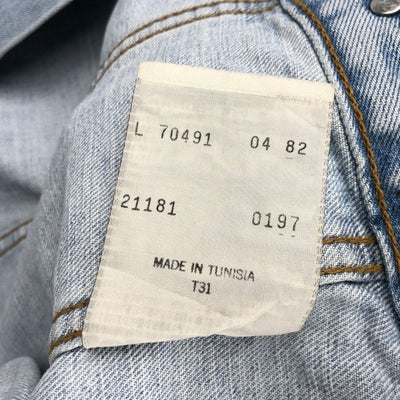 L 70491 04 82
21181 0197
MADE IN TUNISIA
T31